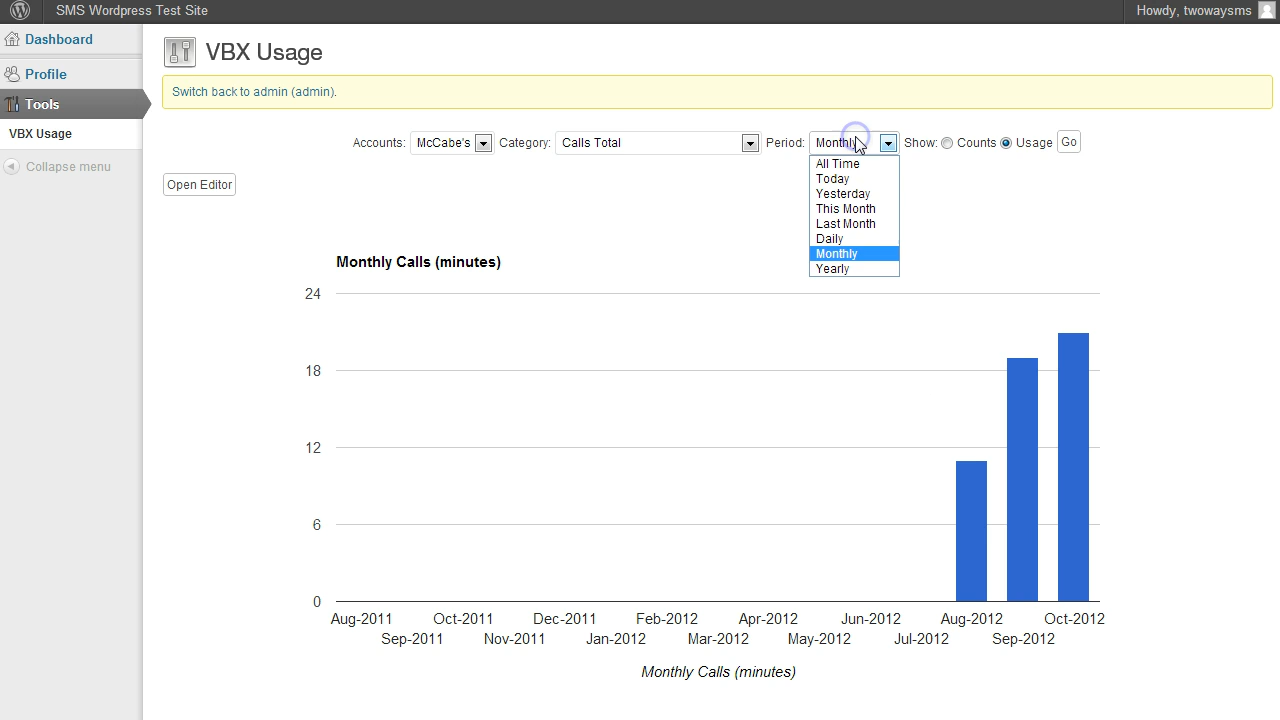 SMS Wordpress Test Site
Howdy, twowaysms
Dashboard
Profile
Tools
VBX Usage
Collapse menu
VBX Usage
Switch back to admin (admin).
Accounts: McCabe's Category: Calls Total Period: Monthly Show: Counts Usage Go
All Time
Today
Yesterday
This Month
Last Month
Daily
Monthly
Yearly
Open Editor
Monthly Calls (minutes)
24
18
12
6
0
Aug-2011 Oct-2011 Dec-2011 Feb-2012 Apr-2012 Jun-2012 Aug-2012 Oct-2012
Sep-2011 Nov-2011 Jan-2012 Mar-2012 May-2012 Jul-2012 Sep-2012
Monthly Calls (minutes)